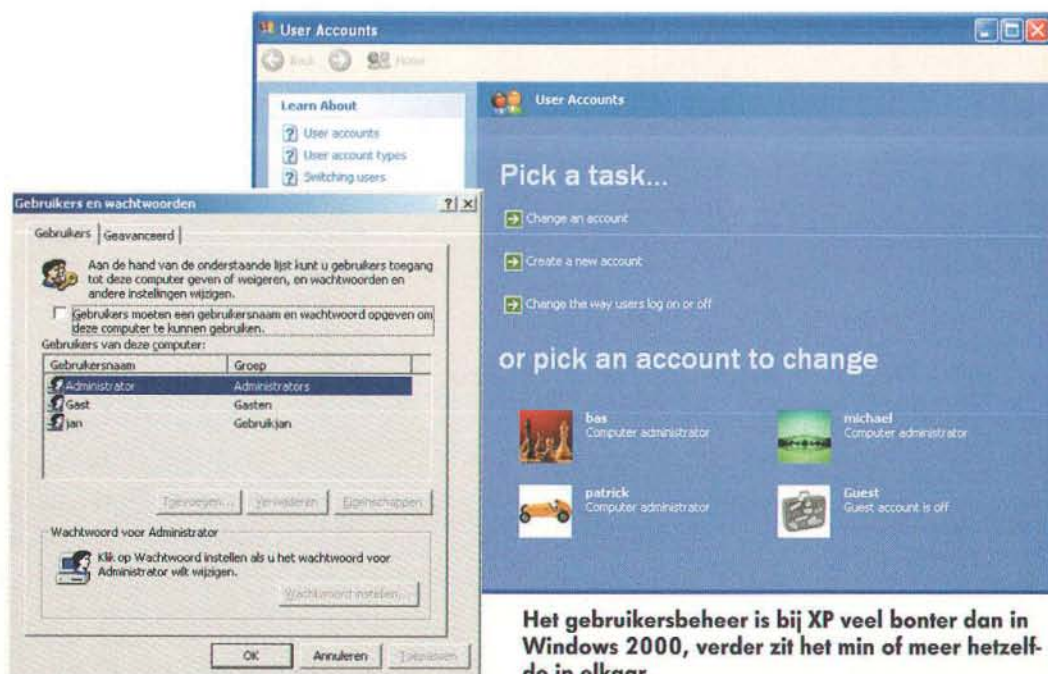 User Accounts
Back Home
Learn About
User accounts
User account types
Switching users
User Accounts
Pick a task...
Change an account
Create a new account
Change the way users log on or off
or pick an account to change
bas
Computer administrator
michael
Computer administrator
patrick
Computer administrator
Guest
Guest account is off
Gebruikers en wachtwoorden
Gebruikers Geavanceerd
Aan de hand van de onderstaande lijst kunt u gebruikers toegang
tot deze computer geven of weigeren, en wachtwoorden en
andere instellingen wijzigen.
Gebruikers moeten een gebruikersnaam en wachtwoord opgeven om
deze computer te kunnen gebruiken.
Gebruikers van deze computer:
Gebruikersnaam Groep
Administrator Administrators
Gast Gasten
jan Gebruikjan
Toevoegen... Verwijderen Eigenschappen
Wachtwoord voor Administrator
Klik op Wachtwoord instellen als u het wachtwoord voor
Administrator wilt wijzigen.
Wachtwoord instellen...
OK Annuleren Toepassen
Het gebruikersbeheer is bij XP veel bonter dan in
Windows 2000, verder zit het min of meer hetzelf-
de in elkaar